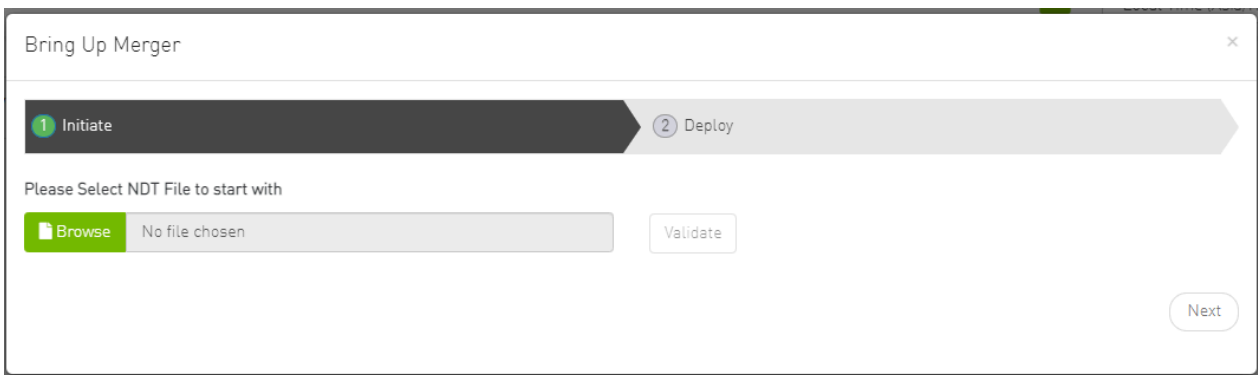 Bring Up Merger ×
1 Initiate 2 Deploy
Please Select NDT File to start with
Browse No file chosen Validate
Next